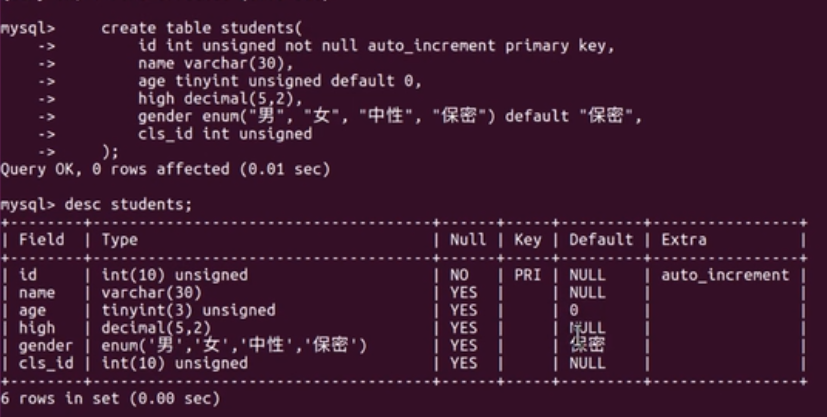 mysql>     create table students(
    ->         id int unsigned not null auto_increment primary key,
    ->         name varchar(30),
    ->         age tinyint unsigned default 0,
    ->         high decimal(5,2),
    ->         gender enum("男", "女", "中性", "保密") default "保密",
    ->         cls_id int unsigned
    ->     );
Query OK, 0 rows affected (0.01 sec)
mysql> desc students;
+--------+-------------------------------------+------+-----+---------+----------------+
| Field  | Type                                | Null | Key | Default | Extra          |
+--------+-------------------------------------+------+-----+---------+----------------+
| id     | int(10) unsigned                    | NO   | PRI | NULL    | auto_increment |
| name   | varchar(30)                         | YES  |     | NULL    |                |
| age    | tinyint(3) unsigned                 | YES  |     | 0       |                |
| high   | decimal(5,2)                        | YES  |     | NULL    |                |
| gender | enum('男','女','中性','保密')       | YES  |     | 保密    |                |
| cls_id | int(10) unsigned                    | YES  |     | NULL    |                |
+--------+-------------------------------------+------+-----+---------+----------------+
6 rows in set (0.00 sec)